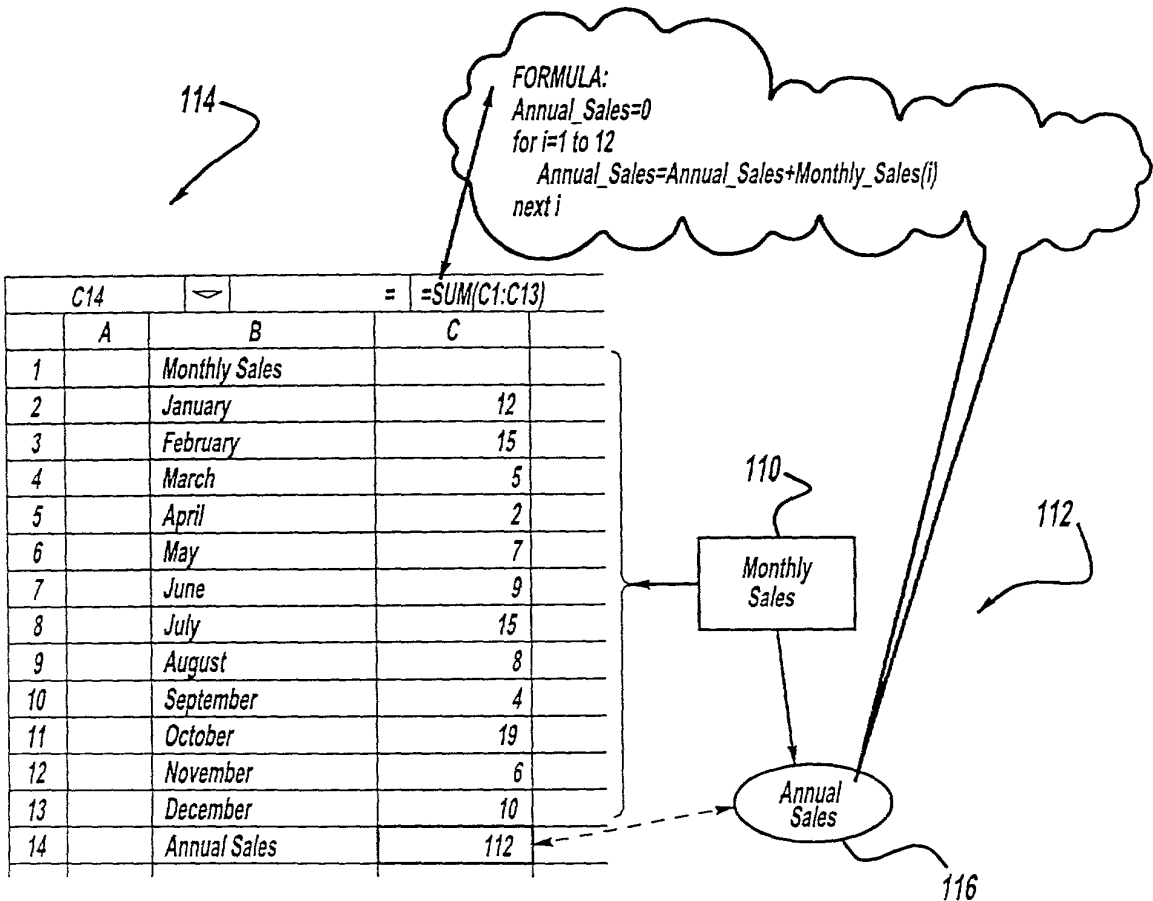 FORMULA:
Annual_Sales=0
for i=1 to 12
Annual_Sales=Annual_Sales+Monthly_Sales(i)
next i
114
C14 = =SUM(C1:C13)
A B C
1 Monthly Sales
2 January 12
3 February 15
4 March 5
5 April 2
6 May 7
7 June 9
8 July 15
9 August 8
10 September 4
11 October 19
12 November 6
13 December 10
14 Annual Sales 112
110
Monthly
Sales
112
Annual
Sales
116